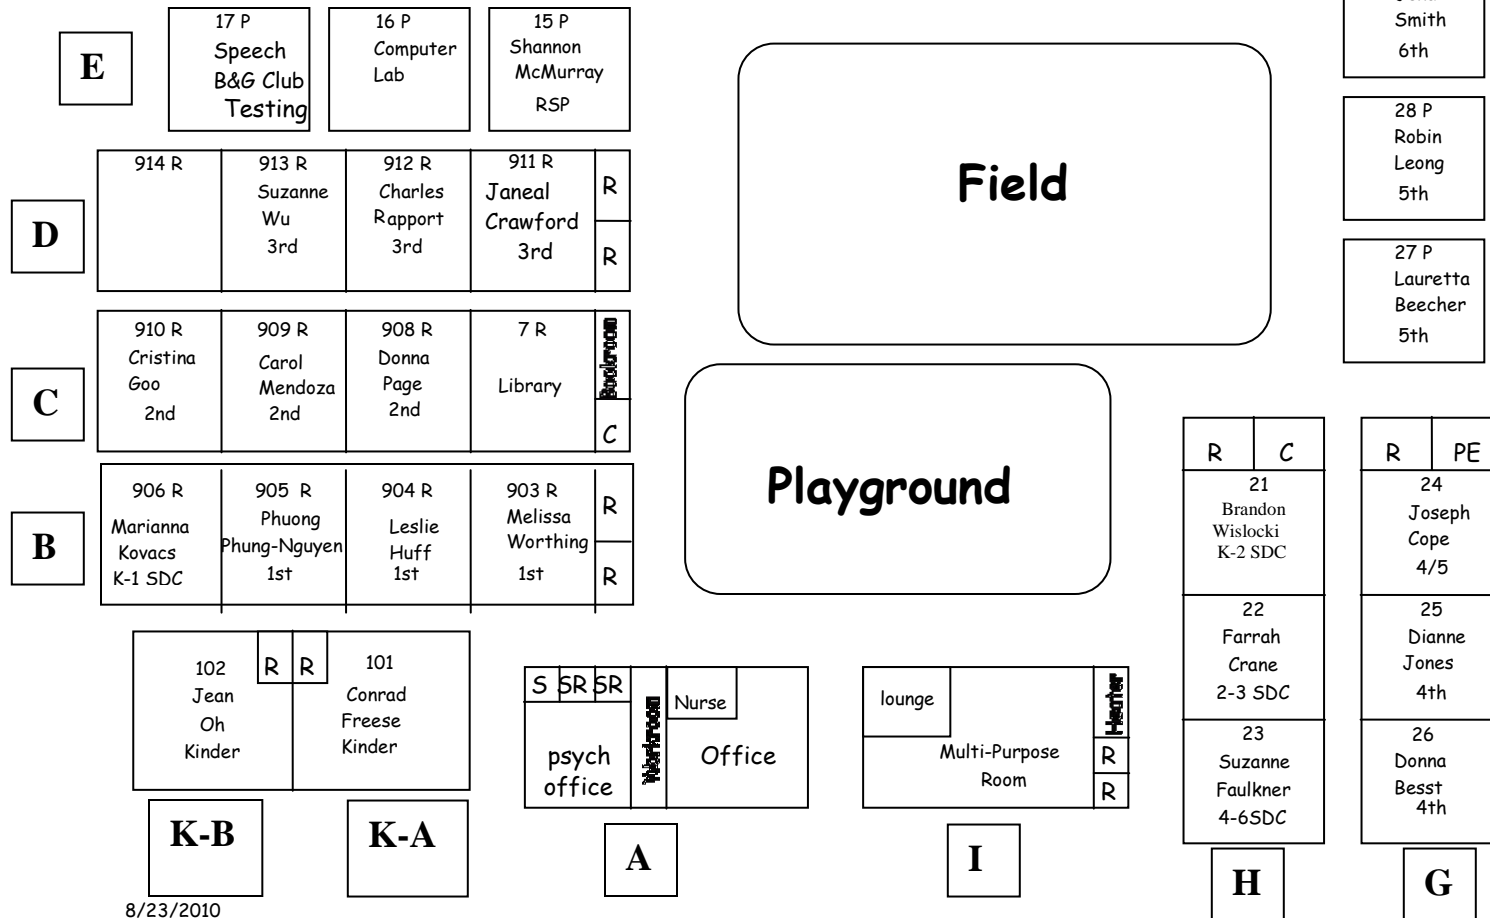 E
17 P
Speech
B&G Club
Testing
16 P
Computer
Lab
15 P
Shannon
McMurray
RSP
Field
Smith
6th
28 P
Robin
Leong
5th
27 P
Lauretta
Beecher
5th
D
914 R
913 R
Suzanne
Wu
3rd
912 R
Charles
Rapport
3rd
911 R
Janeal
Crawford
3rd
R
R
C
910 R
Cristina
Goo
2nd
909 R
Carol
Mendoza
2nd
908 R
Donna
Page
2nd
7 R
Library
Bookroom
C
Playground
B
906 R
Marianna
Kovacs
K-1 SDC
905 R
Phuong
Phung-Nguyen
1st
904 R
Leslie
Huff
1st
903 R
Melissa
Worthing
1st
R
R
R
C
21
Brandon
Wislocki
K-2 SDC
22
Farrah
Crane
2-3 SDC
23
Suzanne
Faulkner
4-6SDC
H
R
PE
24
Joseph
Cope
4/5
25
Dianne
Jones
4th
26
Donna
Besst
4th
G
102
Jean
Oh
Kinder
R
R
101
Conrad
Freese
Kinder
K-B
K-A
S
SR
SR
psych
office
Workroom
Nurse
Office
A
lounge
Multi-Purpose
Room
Heater
R
R
I
8/23/2010